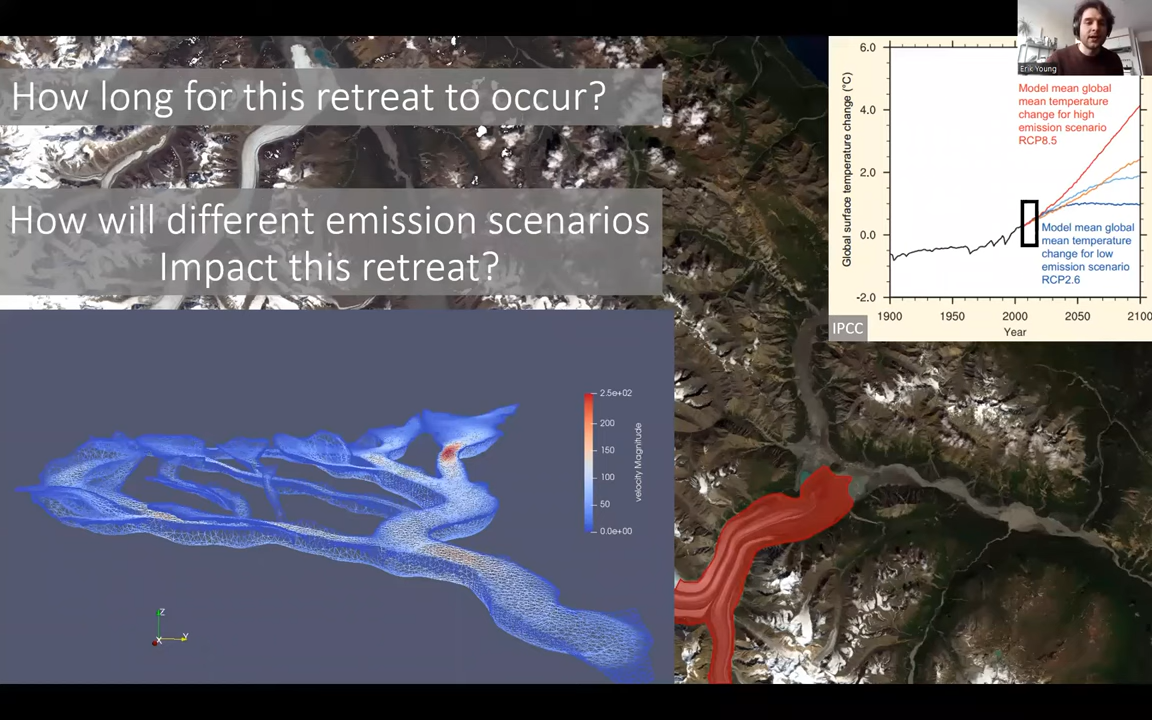 How long for this retreat to occur?
How will different emission scenarios
Impact this retreat?
Erik Young
6.0
4.0
2.0
0.0
-2.0
Global surface temperature change (°C)
Model mean global
mean temperature
change for high
emission scenario
RCP8.5
Model mean global
mean temperature
change for low
emission scenario
RCP2.6
1900
1950
2000
2050
2100
Year
IPCC
2.5e+02
200
150
100
50
0.0e+00
velocity Magnitude
Z
X
Y